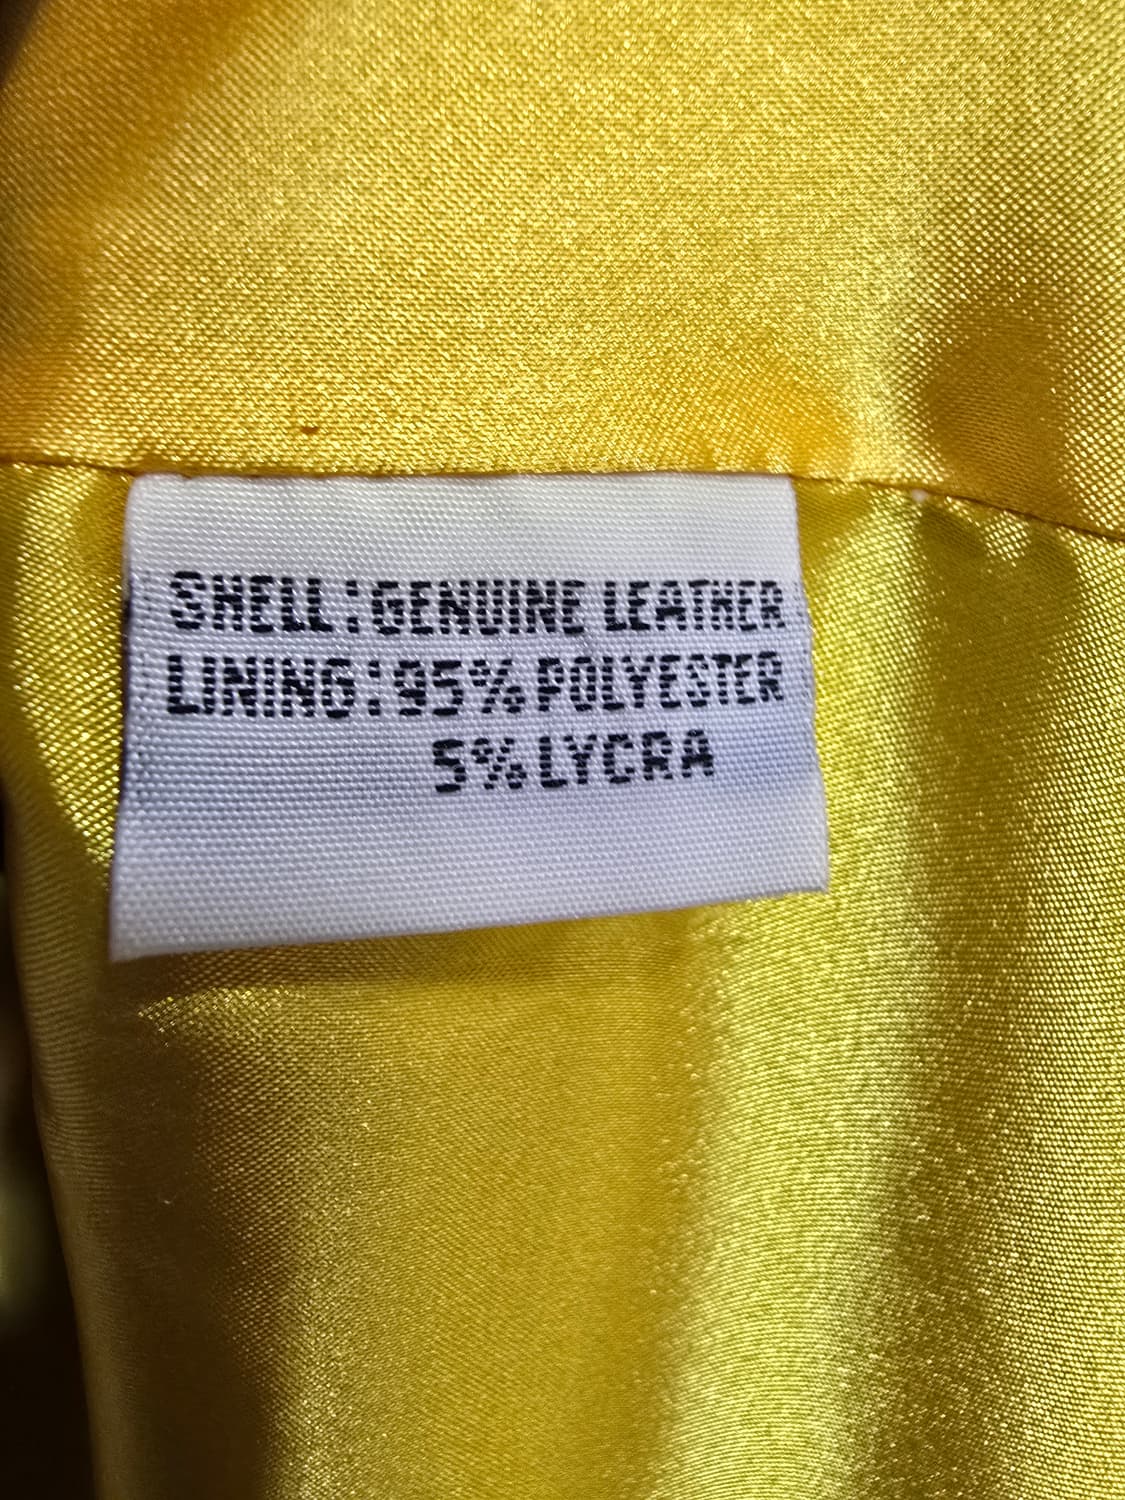 SHELL:GENUINE LEATHER
LINING:95% POLYESTER
5% LYCRA